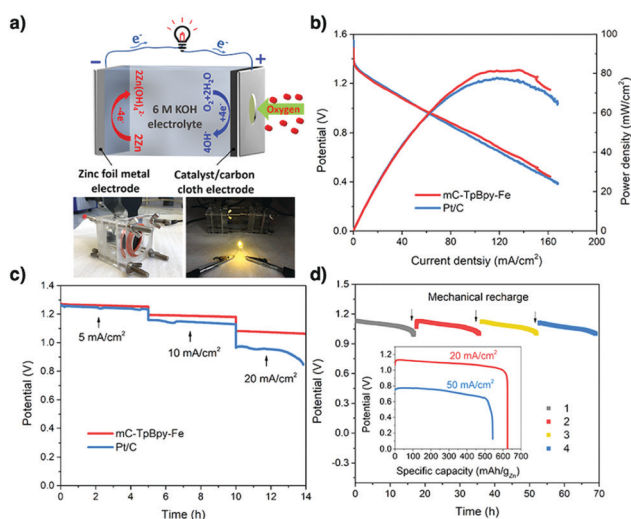 a)
e⁻
e⁻
−
+
2Zn(OH)₄²⁻
-4e⁻
2Zn
6 M KOH
electrolyte
O₂+2H₂O
+4e⁻
4OH⁻
Oxygen
Zinc foil metal
electrode
Catalyst/carbon
cloth electrode
b)
Potential (V)
1.6
1.2
0.8
0.4
0.0
mC-TpBpy-Fe
Pt/C
0
40
80
120
160
200
Current dentsiy (mA/cm²)
100
80
60
40
20
0
Power density (mW/cm²)
c)
Potential (V)
1.4
1.2
1.0
0.8
0.6
0.4
0.2
0.0
5 mA/cm²
10 mA/cm²
20 mA/cm²
mC-TpBpy-Fe
Pt/C
0
2
4
6
8
10
12
14
Time (h)
d)
Potential (V)
1.5
1.2
0.9
0.6
0.3
0.0
-0.3
Mechanical recharge
Potential (V)
1.2
1.0
0.8
0.6
0.4
0.2
0.0
20 mA/cm²
50 mA/cm²
0 100 200 300 400 500 600 700
Specific capacity (mAh/gZn)
1
2
3
4
0
10
20
30
40
50
60
70
Time (h)